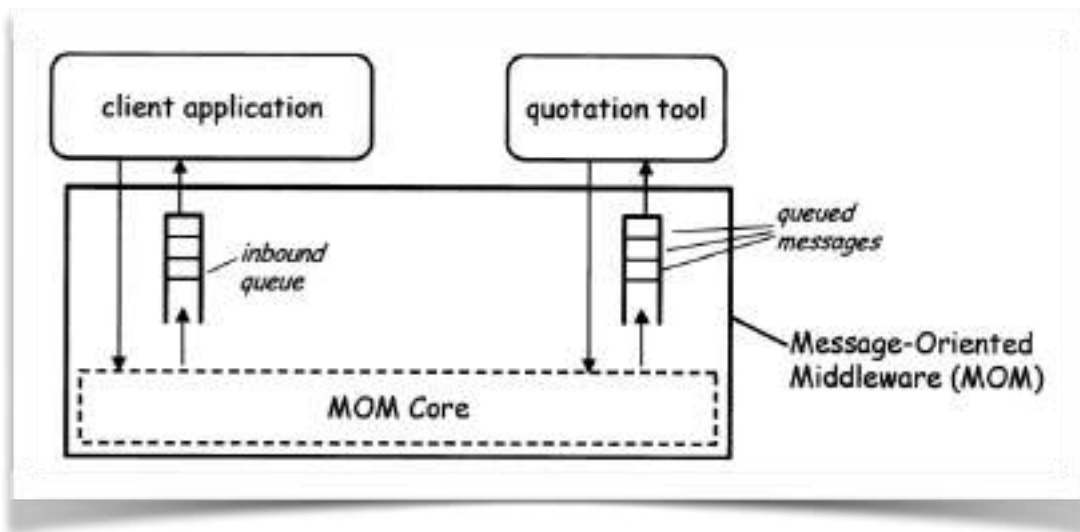 client application
quotation tool
inbound
queue
queued
messages
Message-Oriented
Middleware (MOM)
MOM Core